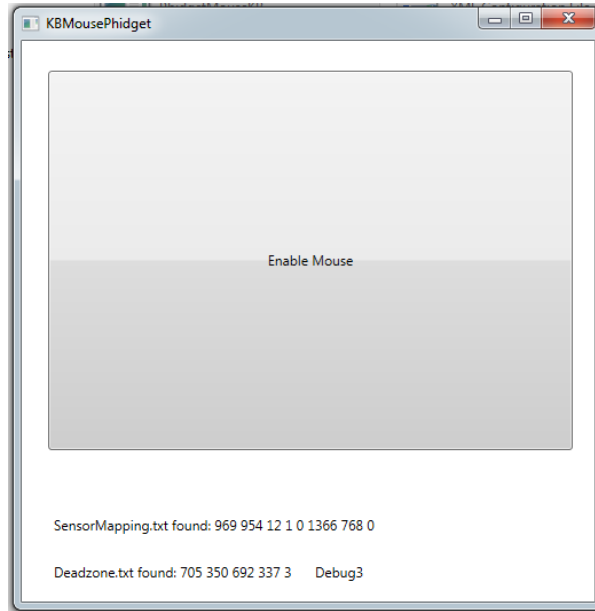 KBMousePhidget
Enable Mouse
SensorMapping.txt found: 969 954 12 1 0 1366 768 0
Deadzone.txt found: 705 350 692 337 3 Debug3